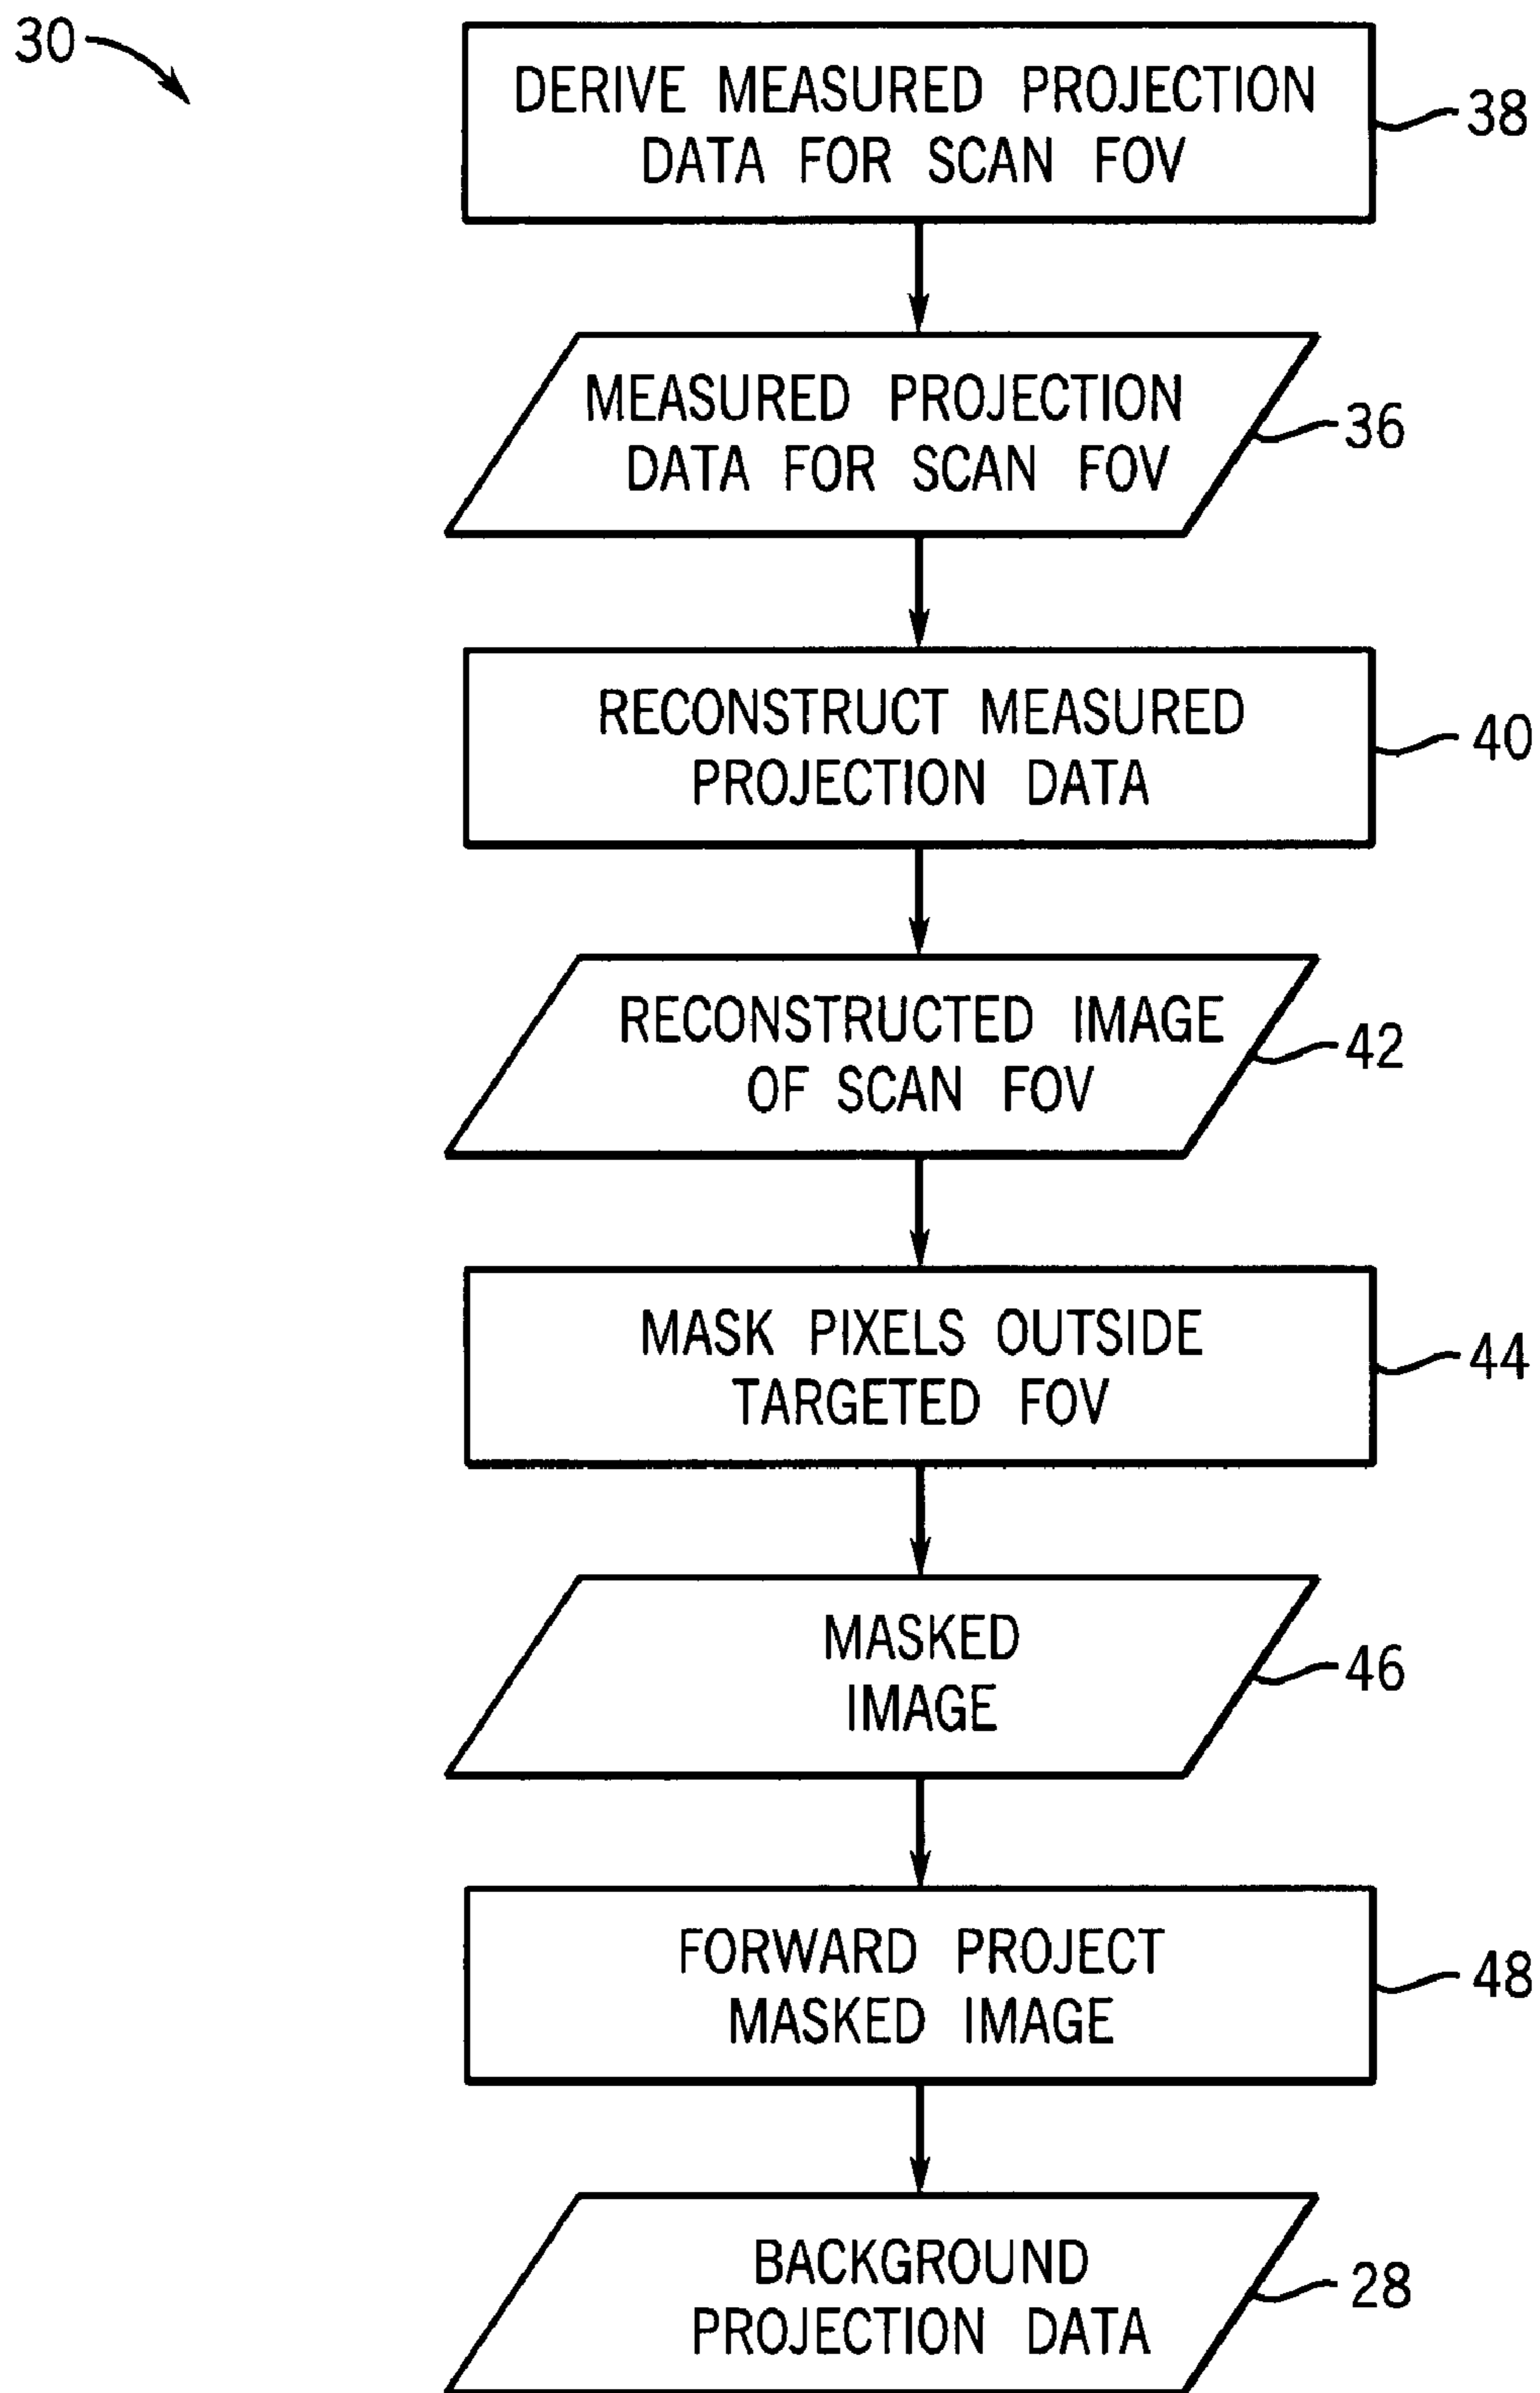 30
DERIVE MEASURED PROJECTION
DATA FOR SCAN FOV
38
MEASURED PROJECTION
DATA FOR SCAN FOV
36
RECONSTRUCT MEASURED
PROJECTION DATA
40
RECONSTRUCTED IMAGE
OF SCAN FOV
42
MASK PIXELS OUTSIDE
TARGETED FOV
44
MASKED
IMAGE
46
FORWARD PROJECT
MASKED IMAGE
48
BACKGROUND
PROJECTION DATA
28